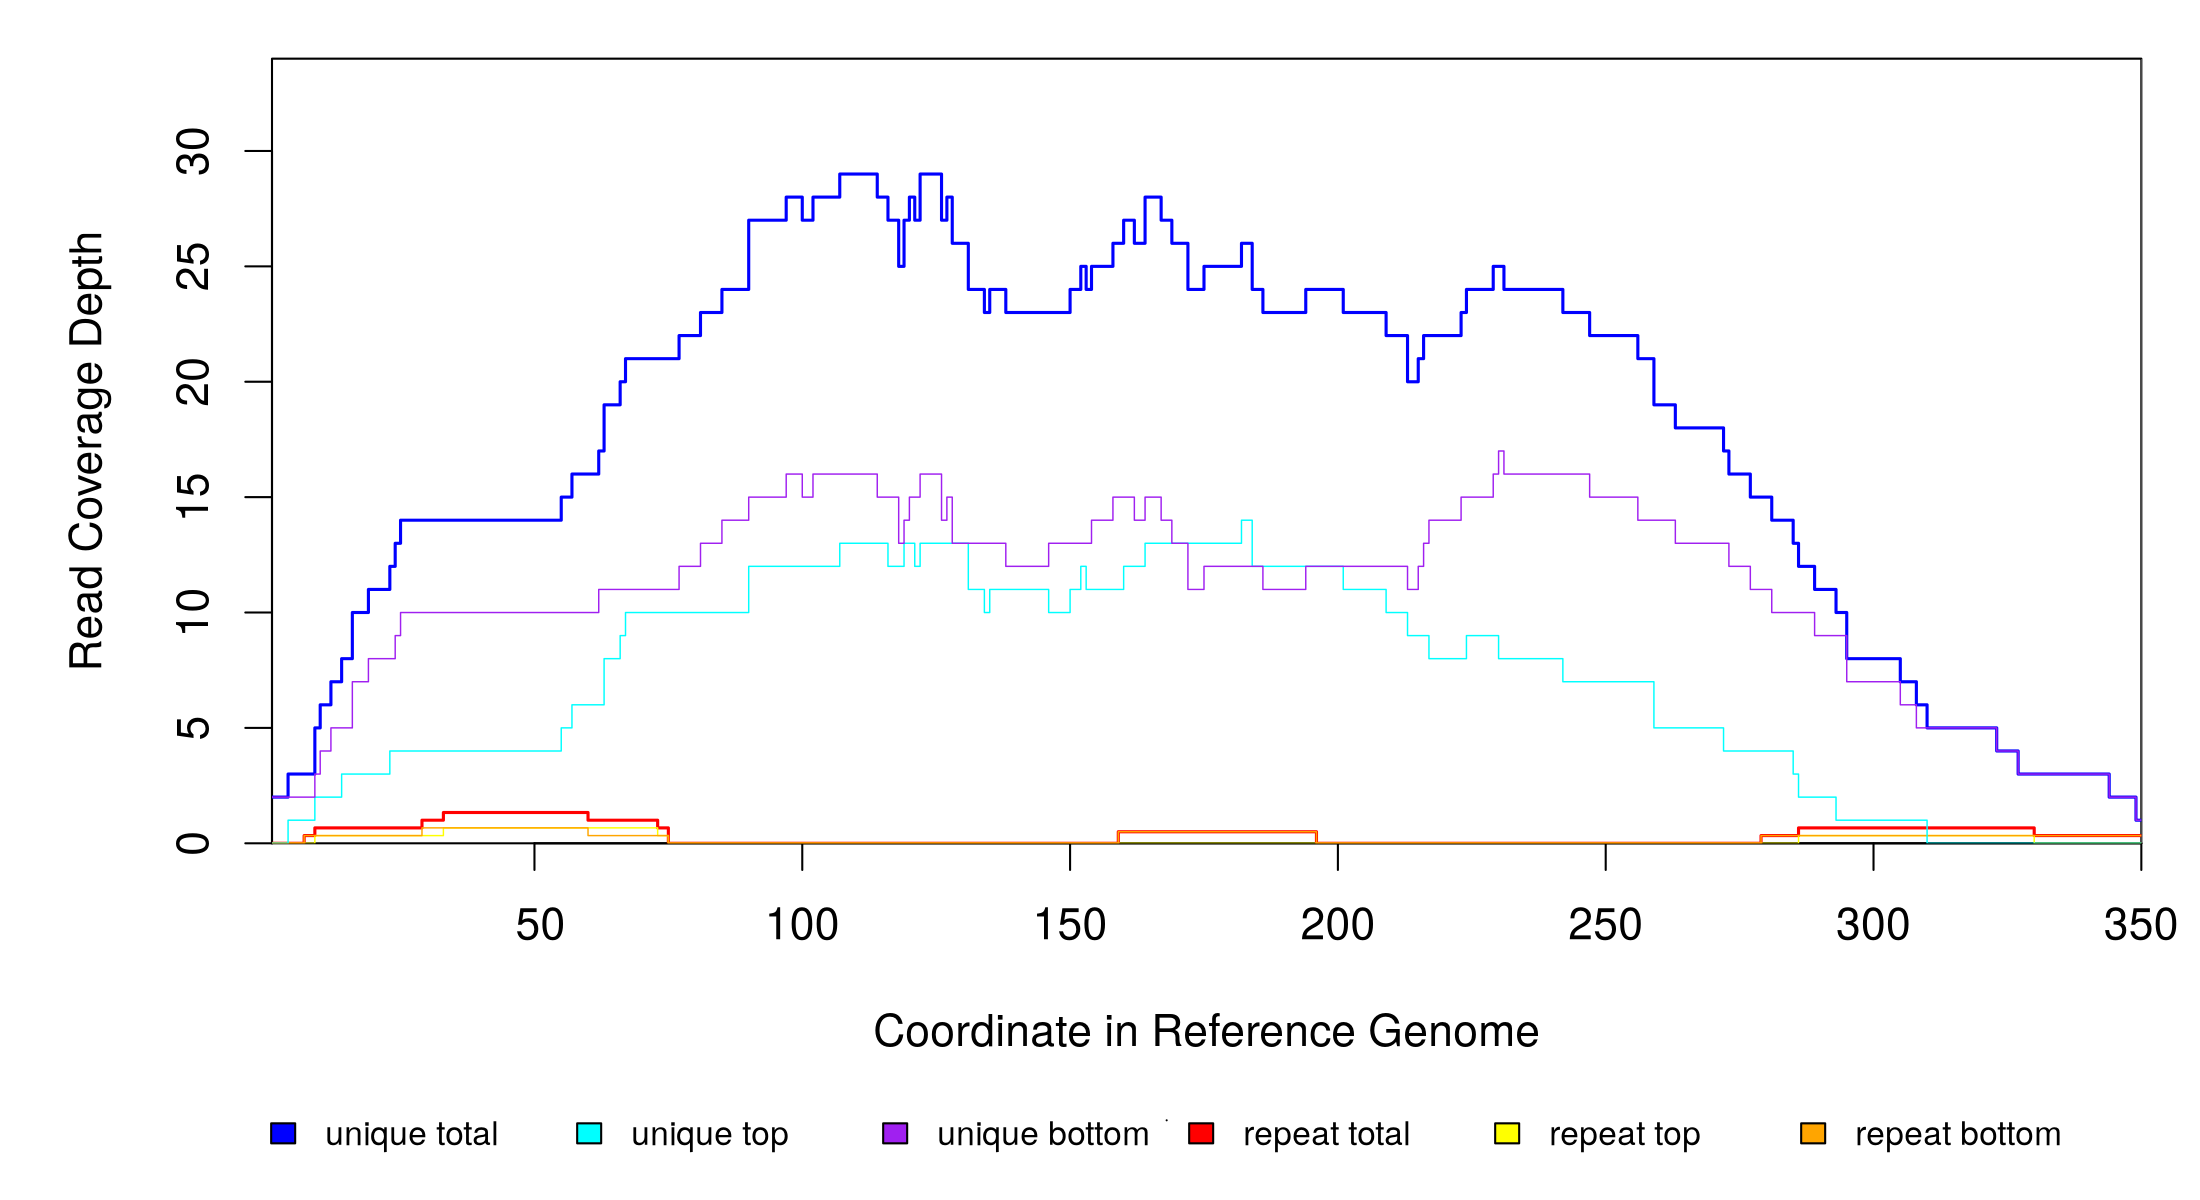 30
25
20
15
10
5
0
Read Coverage Depth
50 100 150 200 250 300 350
Coordinate in Reference Genome
unique total unique top unique bottom repeat total repeat top repeat bottom